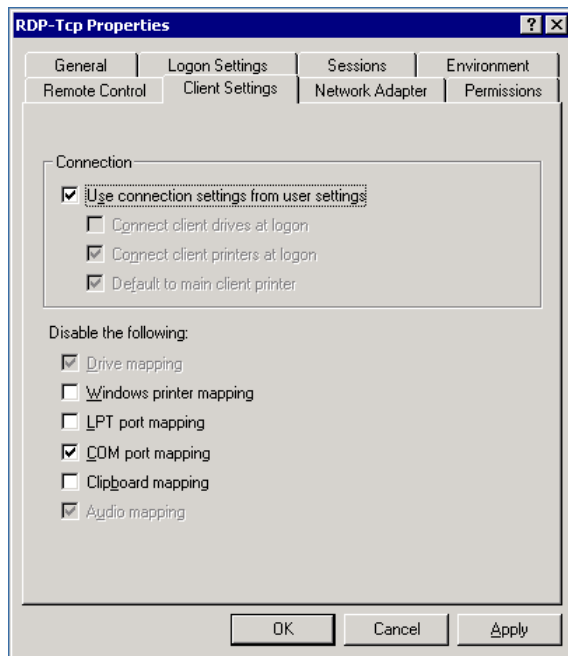 RDP-Tcp Properties
General
Logon Settings
Sessions
Environment
Remote Control
Client Settings
Network Adapter
Permissions
Connection
Use connection settings from user settings
Connect client drives at logon
Connect client printers at logon
Default to main client printer
Disable the following:
Drive mapping
Windows printer mapping
LPT port mapping
COM port mapping
Clipboard mapping
Audio mapping
OK
Cancel
Apply